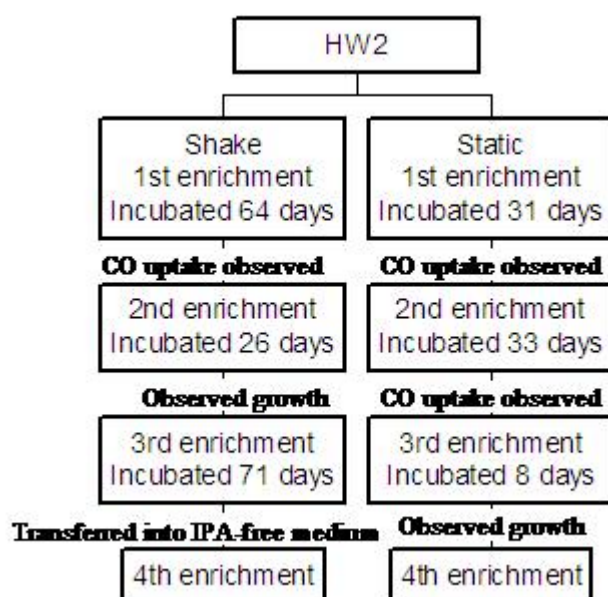 HW2
Shake
1st enrichment
Incubated 64 days
CO uptake observed
2nd enrichment
Incubated 26 days
Observed growth
3rd enrichment
Incubated 71 days
Transferred into IPA-free medium
4th enrichment
Static
1st enrichment
Incubated 31 days
CO uptake observed
2nd enrichment
Incubated 33 days
CO uptake observed
3rd enrichment
Incubated 8 days
Observed growth
4th enrichment